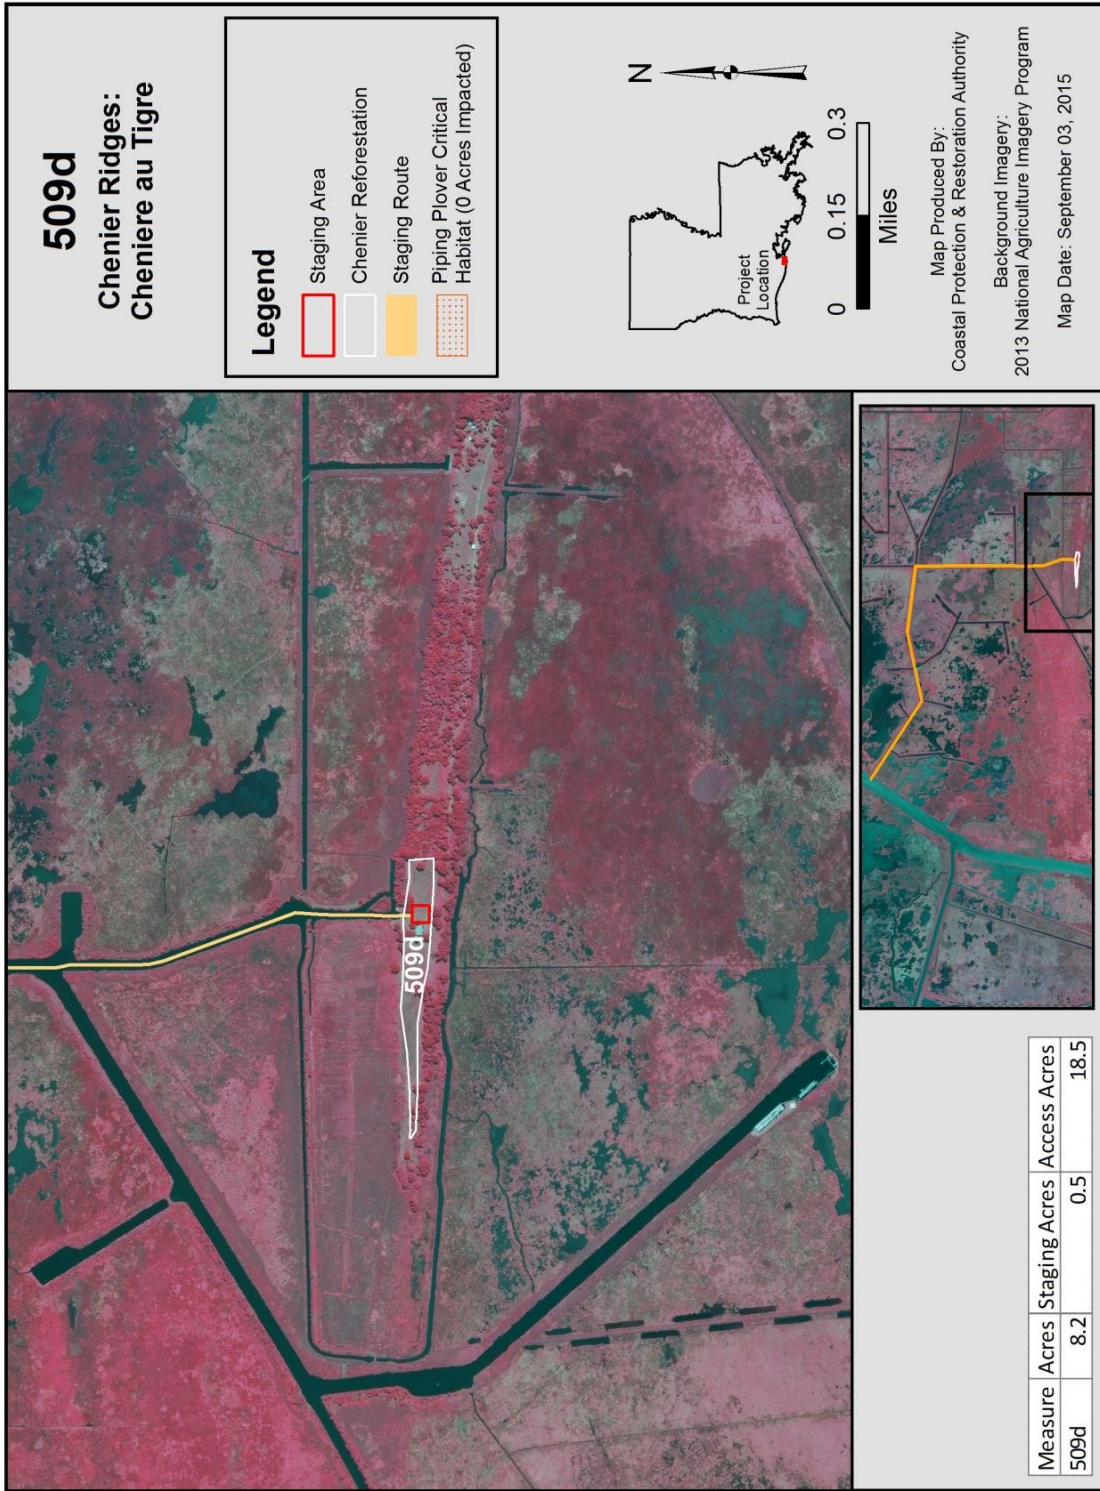 509d
Chenier Ridges:
Cheniere au Tigre
Legend
Staging Area
Chenier Reforestation
Staging Route
Piping Plover Critical
Habitat (0 Acres Impacted)
N
Project
Location
0 0.15 0.3
Miles
Map Produced By:
Coastal Protection & Restoration Authority
Background Imagery:
2013 National Agriculture Imagery Program
Map Date: September 03, 2015
509d
Measure Acres Staging Acres Access Acres
509d 8.2 0.5 18.5